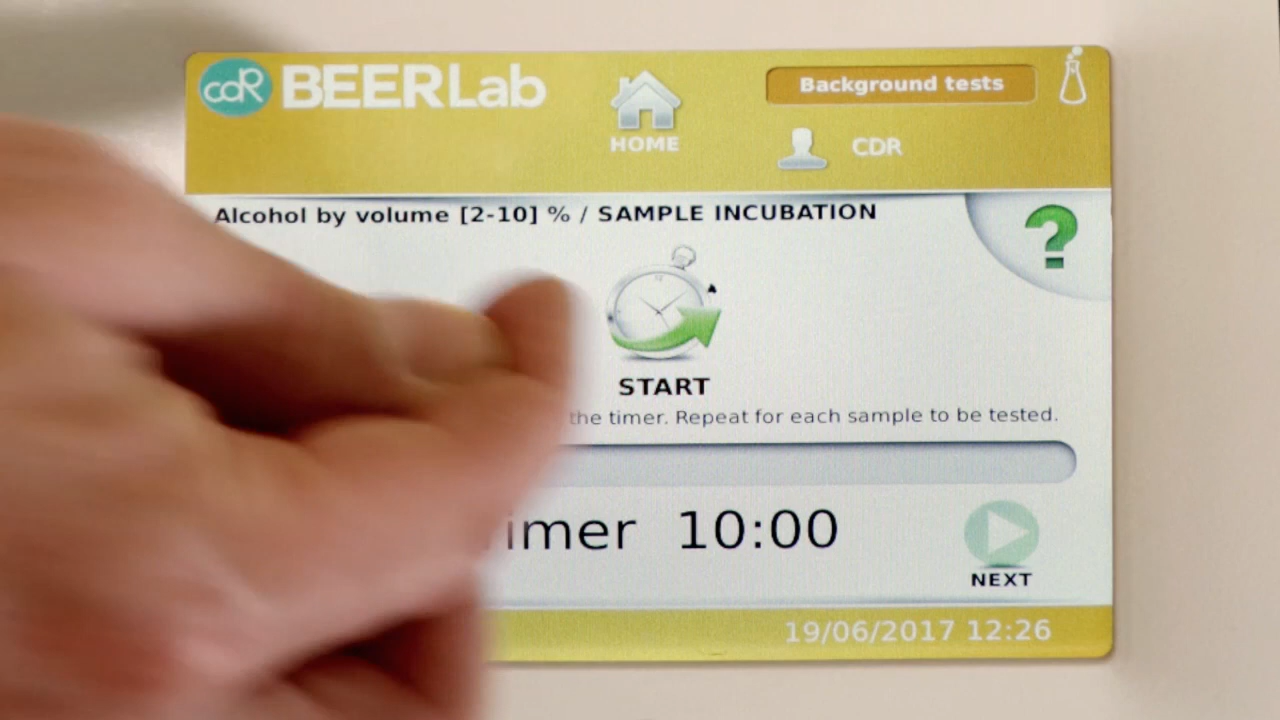 cdR BEERLab
HOME
Background tests
CDR
Alcohol by volume [2-10] % / SAMPLE INCUBATION
?
START
the timer. Repeat for each sample to be tested.
imer 10:00
NEXT
19/06/2017 12:26